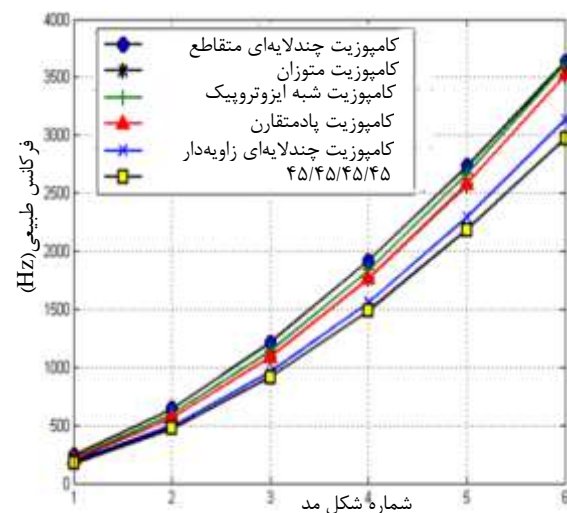 4000
3500
3000
2500
2000
1500
1000
500
0
فرکانس طبیعی(Hz)
کامپوزیت چندلایه‌ای متقاطع
کامپوزیت متوزان
کامپوزیت شبه ایزوتروپیک
کامپوزیت پادمتقارن
کامپوزیت چندلایه‌ای زاویه‌دار
۴۵/۴۵/۴۵/۴۵
1 2 3 4 5 6
شماره شکل مد